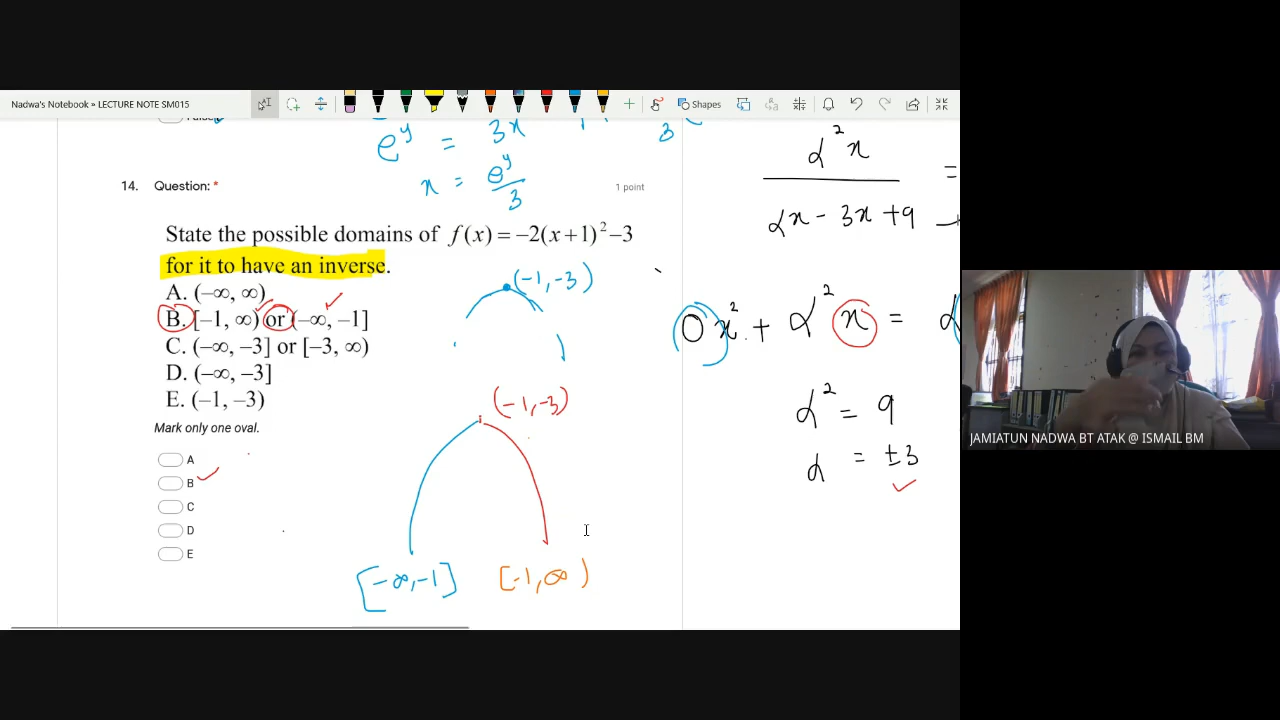 Nadwa's Notebook » LECTURE NOTE SM015
Shapes
e^y = 3x
x = e^y/3
14. Question: *
1 point
State the possible domains of f(x) = −2(x+1)²−3
for it to have an inverse.
A. (−∞, ∞)
B. [−1, ∞) or (−∞, −1]
C. (−∞, −3] or [−3, ∞)
D. (−∞, −3]
E. (−1, −3)
Mark only one oval.
A
B
C
D
E
(-1,-3)
(-1,-3)
[-∞,-1]
[-1,∞)
α²x
=
αx - 3x + 9
0x² + α²x =
α² = 9
α = ±3
JAMIATUN NADWA BT ATAK @ ISMAIL BM